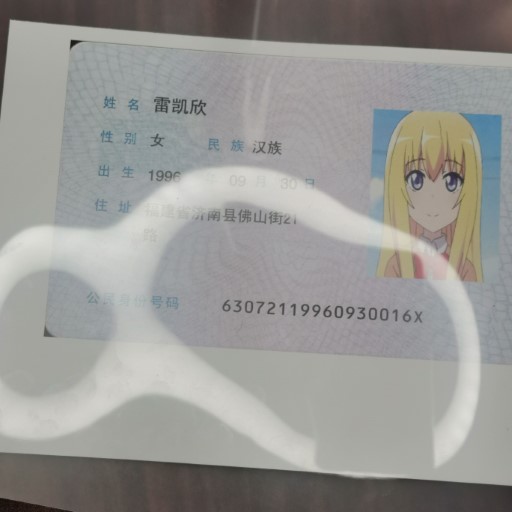 姓名 雷凯欣
性别 女 民族 汉族
出生 1996 年 09 月 30 日
住址 福建省济南县佛山街21
路
公民身份号码 63072119960930016X